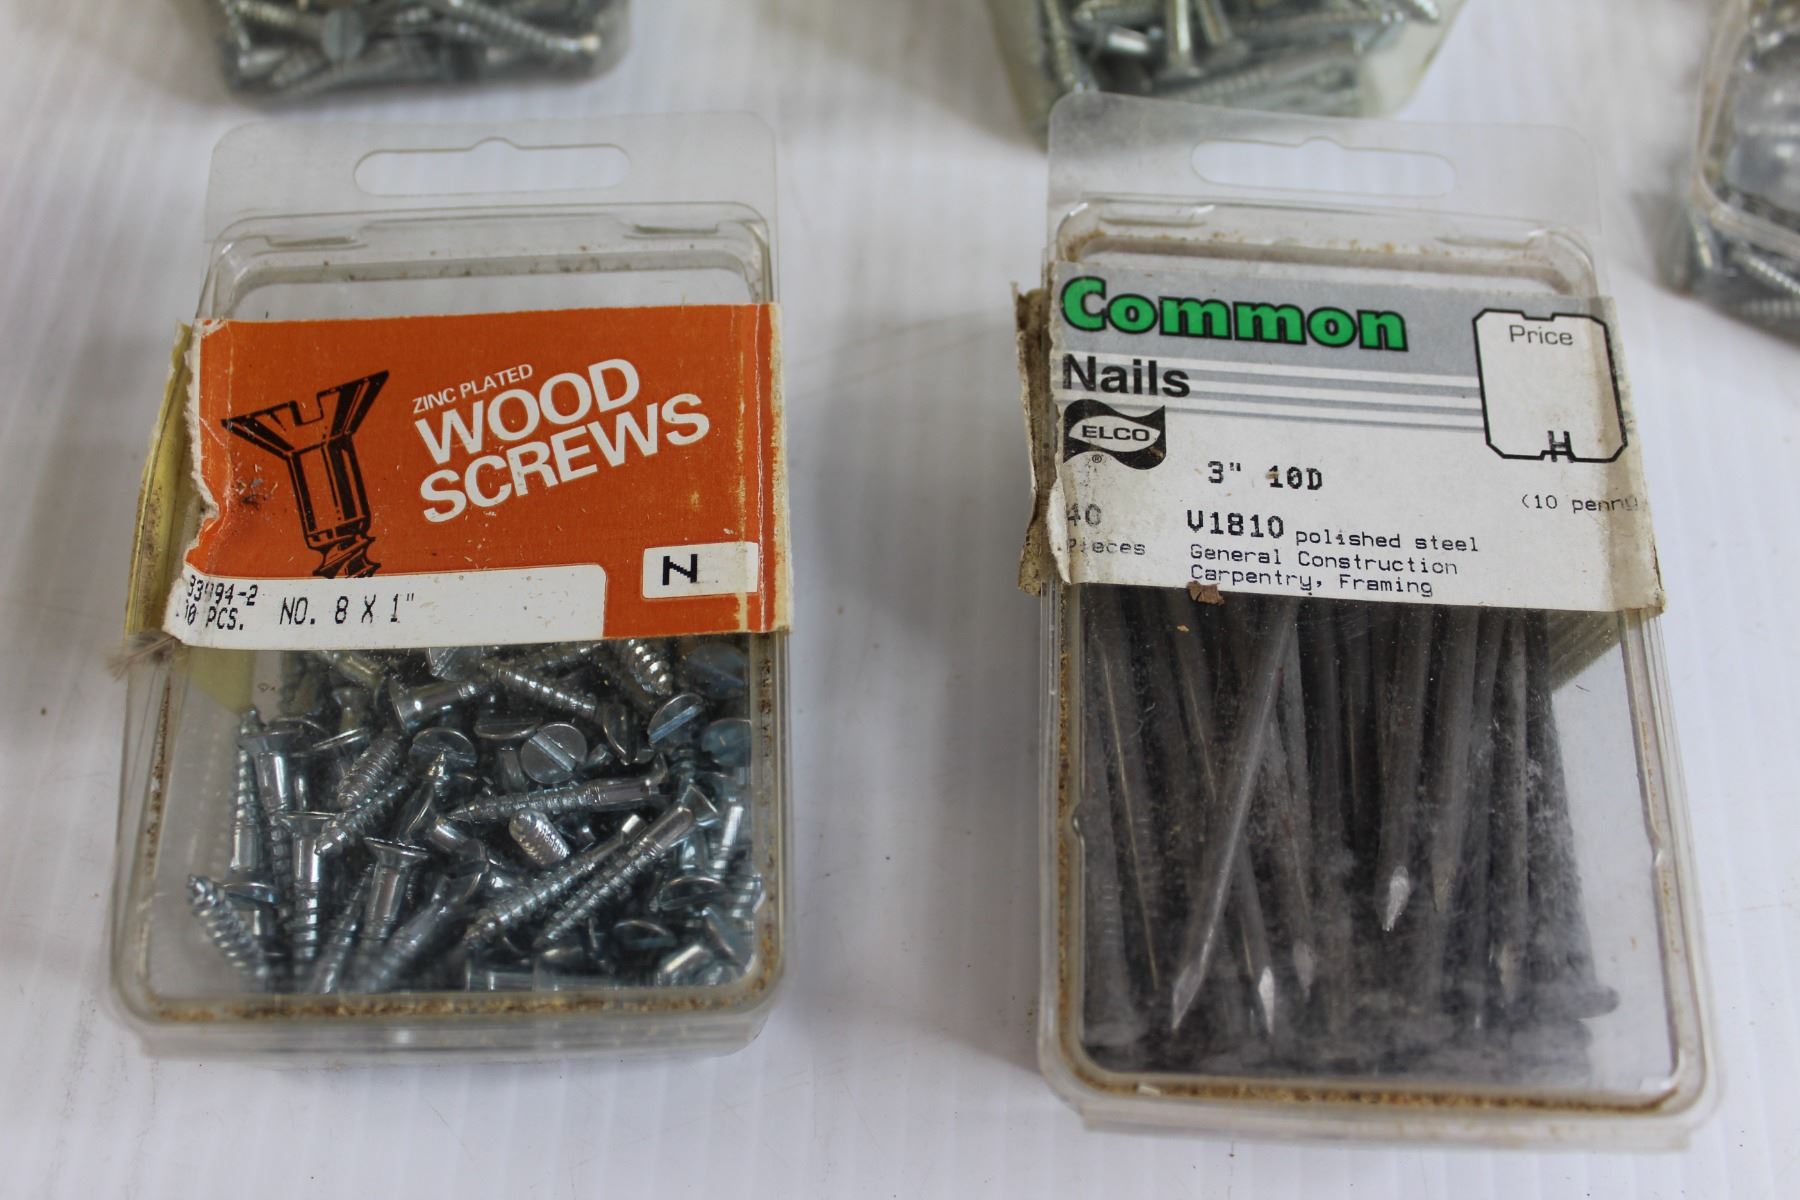 ZINC PLATED
WOOD
SCREWS
N
NO. 8 X 1"
PCS.
Common
Nails
Price
H
ELCO
®
3" 10D
(10 penny
40
Pieces
V1810 polished steel
General Construction
Carpentry, Framing